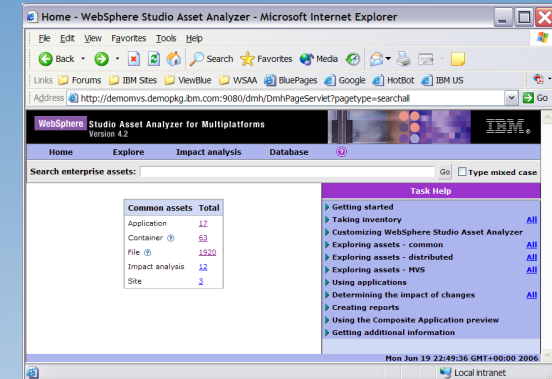 Home - WebSphere Studio Asset Analyzer - Microsoft Internet Explorer
File Edit View Favorites Tools Help
Back Search Favorites Media
Links Forums IBM Sites ViewBlue WSAA BluePages Google HotBot IBM US
Address http://demomvs.demopkg.ibm.com:9080/dmh/DmhPageServlet?pagetype=searchall Go
WebSphere Studio Asset Analyzer for Multiplatforms
Version 4.2
IBM.
Home Explore Impact analysis Database ?
Search enterprise assets: Go Type mixed case
Common assets Total
Application 17
Container ? 63
File ? 1920
Impact analysis 12
Site 3
Task Help
Getting started
Taking inventory All
Customizing WebSphere Studio Asset Analyzer
Exploring assets - common All
Exploring assets - distributed All
Exploring assets - MVS All
Using applications
Determining the impact of changes All
Creating reports
Using the Composite Application preview
Getting additional information
Mon Jun 19 22:49:36 GMT+00:00 2006
Local intranet